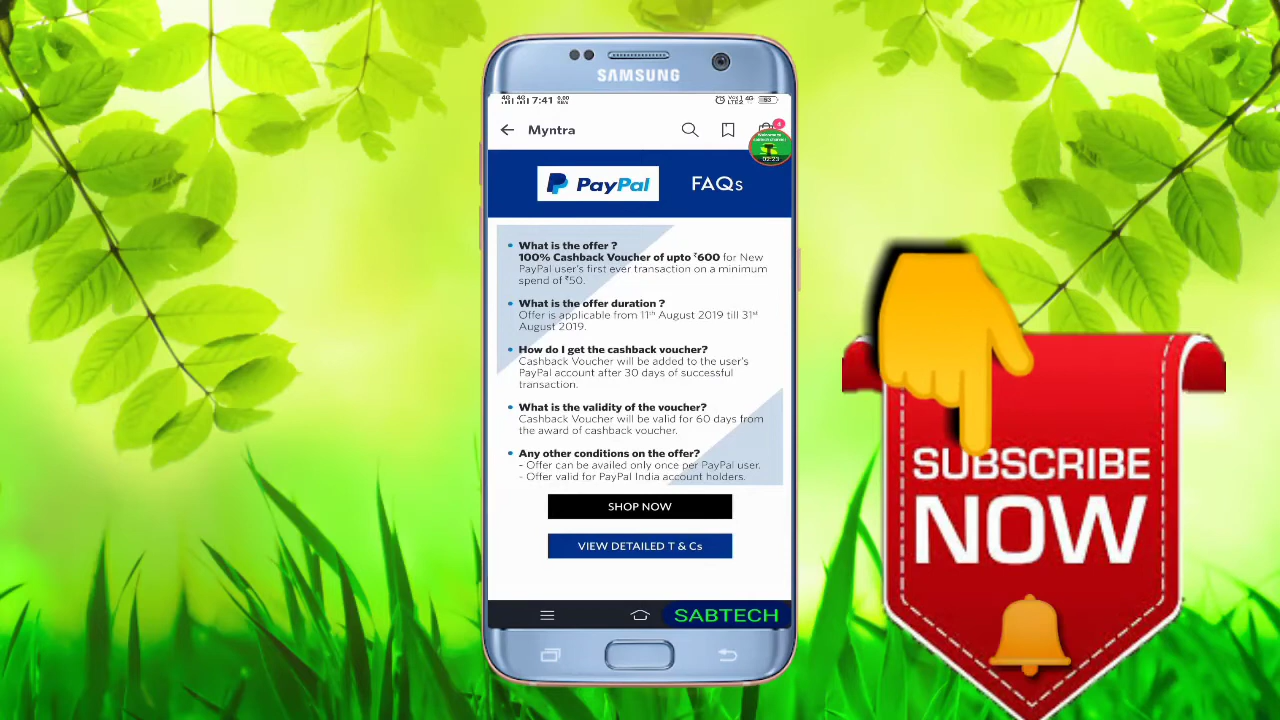 SAMSUNG
7:41
Myntra
4
02:23
PayPal FAQs
What is the offer ?
100% Cashback Voucher of upto ₹600 for New
PayPal user's first ever transaction on a minimum
spend of ₹50.
What is the offer duration ?
Offer is applicable from 11th August 2019 till 31st
August 2019.
How do I get the cashback voucher?
Cashback Voucher will be added to the user's
PayPal account after 30 days of successful
transaction.
What is the validity of the voucher?
Cashback Voucher will be valid for 60 days from
the award of cashback voucher.
Any other conditions on the offer?
- Offer can be availed only once per PayPal user.
- Offer valid for PayPal India account holders.
SHOP NOW
VIEW DETAILED T & Cs
SABTECH
SUBSCRIBE
NOW